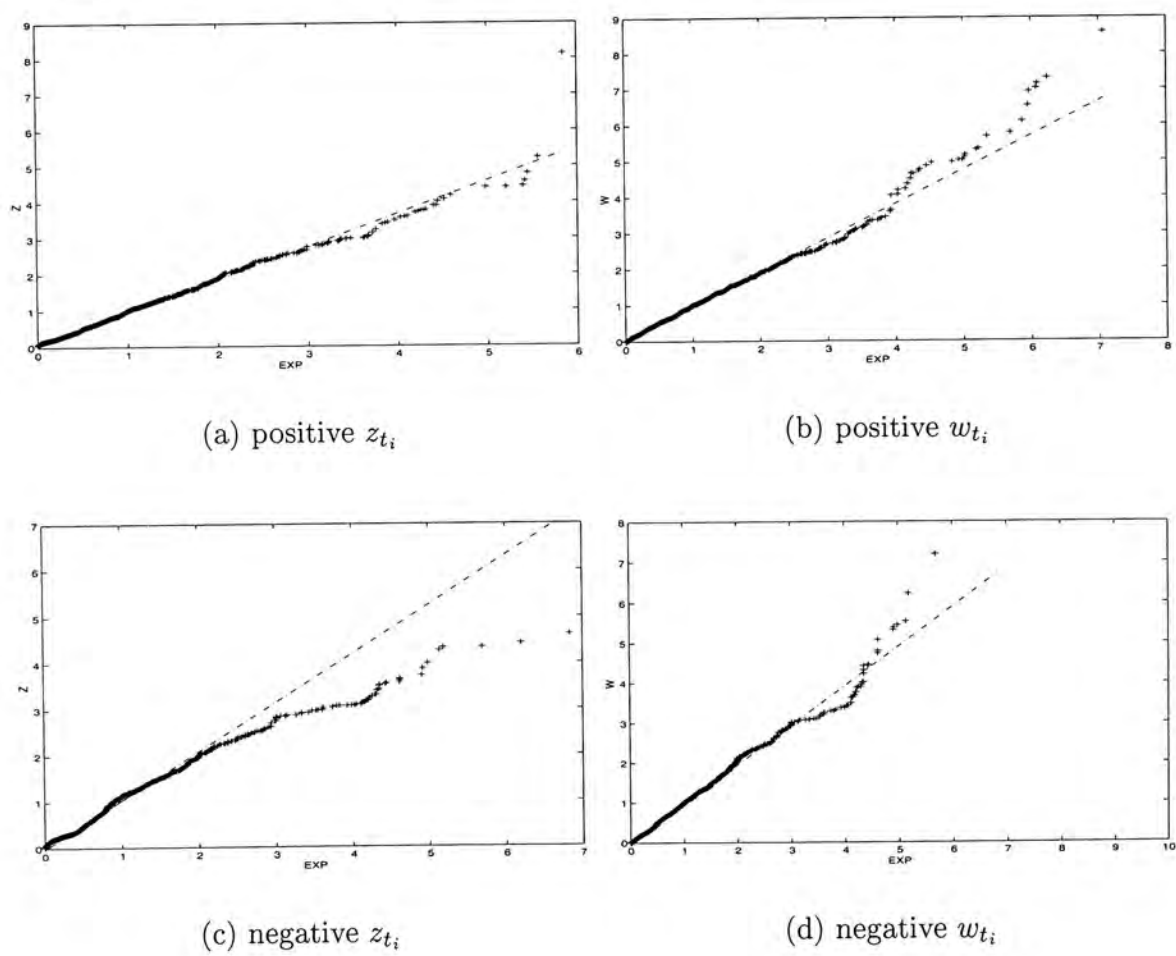 9
8
7
6
5
4
3
2
1
0
Z
0 1 2 3 4 5 6
EXP
(a) positive z_{t_i}
9
8
7
6
5
4
3
2
1
0
W
0 1 2 3 4 5 6 7 8
EXP
(b) positive w_{t_i}
7
6
5
4
3
2
1
0
Z
0 1 2 3 4 5 6 7
EXP
(c) negative z_{t_i}
8
7
6
5
4
3
2
1
0
W
0 1 2 3 4 5 6 7 8 9 10
EXP
(d) negative w_{t_i}